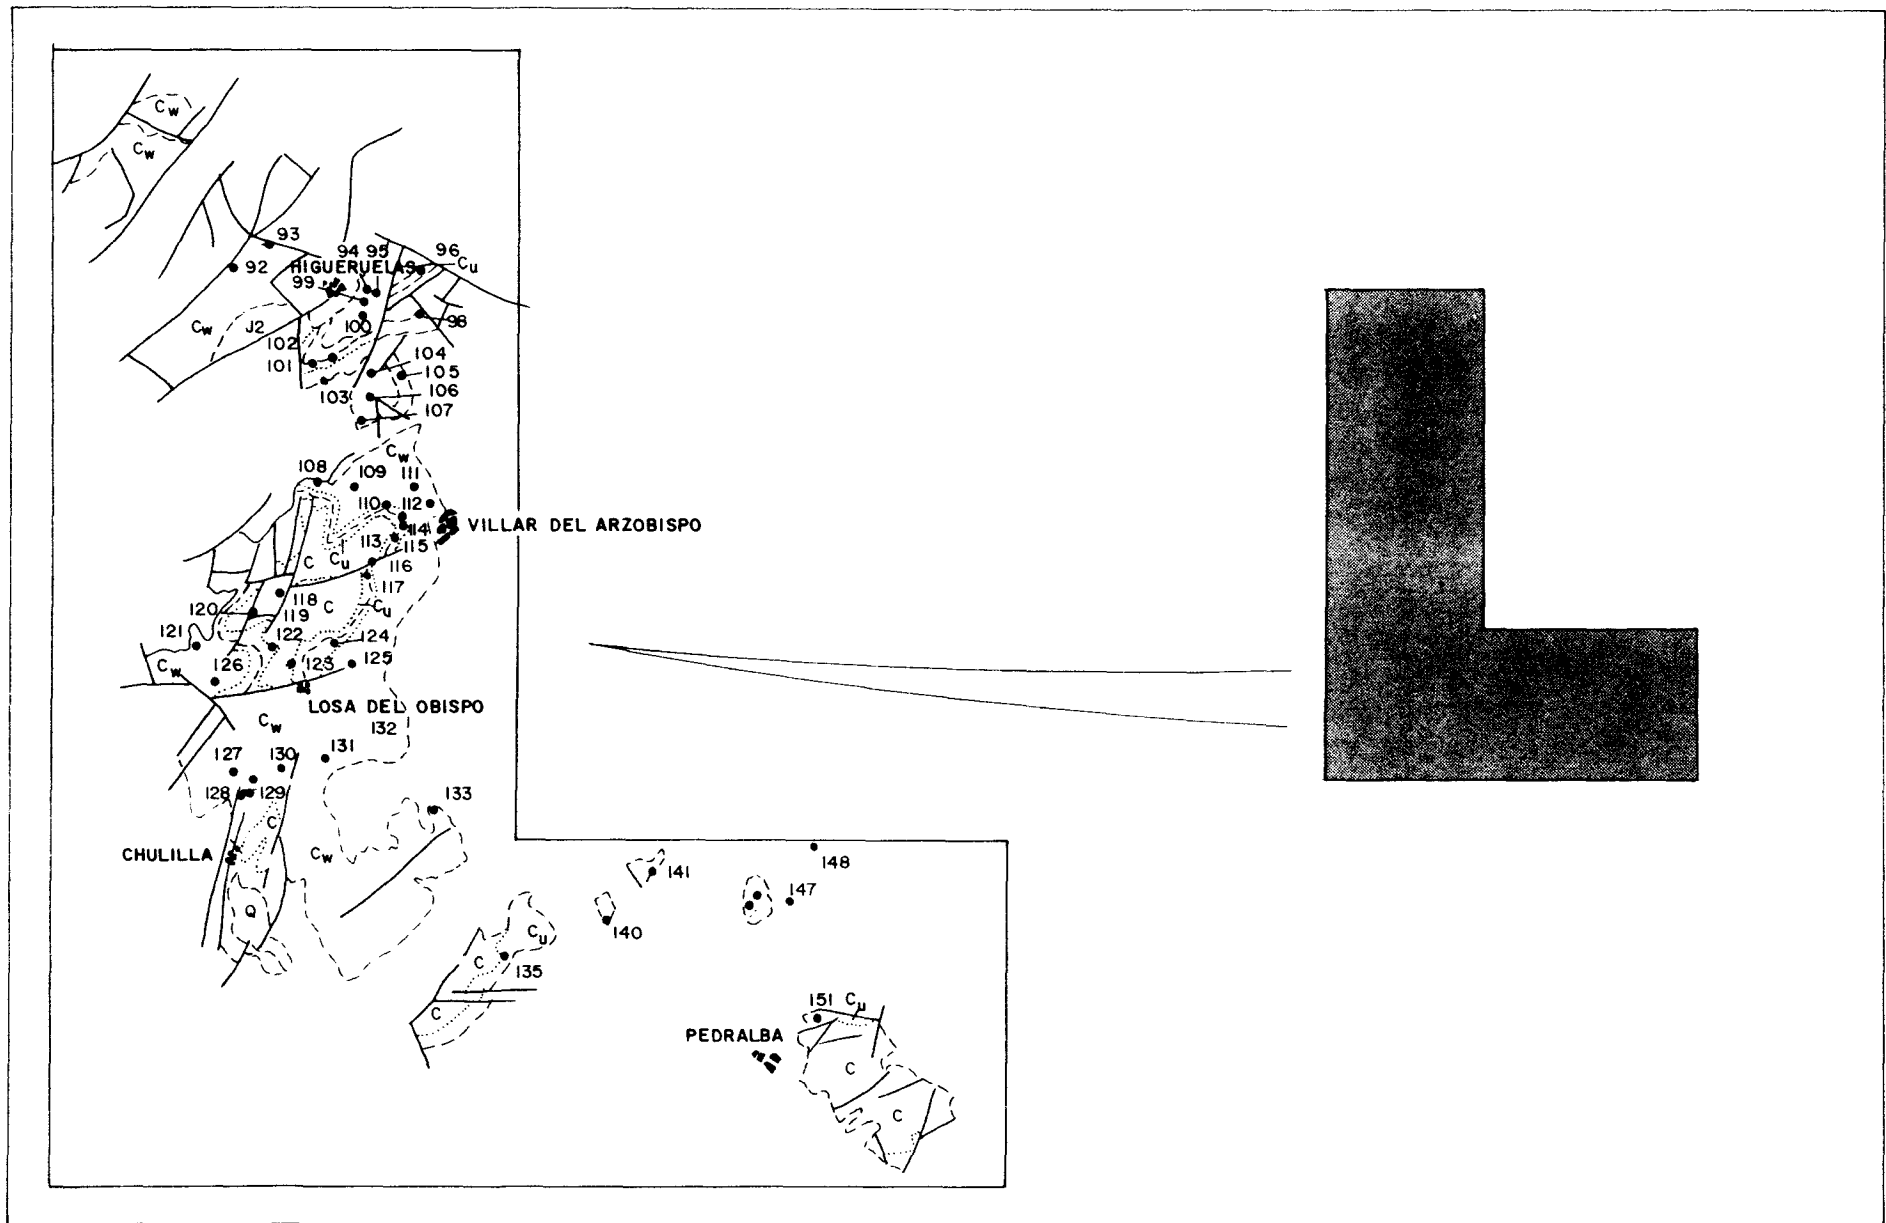 Cw
Cw
93
92
94 95
96
Cu
HIGUERUELAS
99
98
100
Cw
J2
102
101
103
104
105
106
107
Cw
108
109
111
110
112
VILLAR DEL ARZOBISPO
114
113
115
C
Cu
116
117
118
C
Cu
119
120
121
122
124
Cw
126
123
125
LOSA DEL OBISPO
Cw
132
127
130
131
128
129
133
C
CHULILLA
Cw
Q
148
141
147
140
Cu
C
135
C
151 Cu
PEDRALBA
C
C